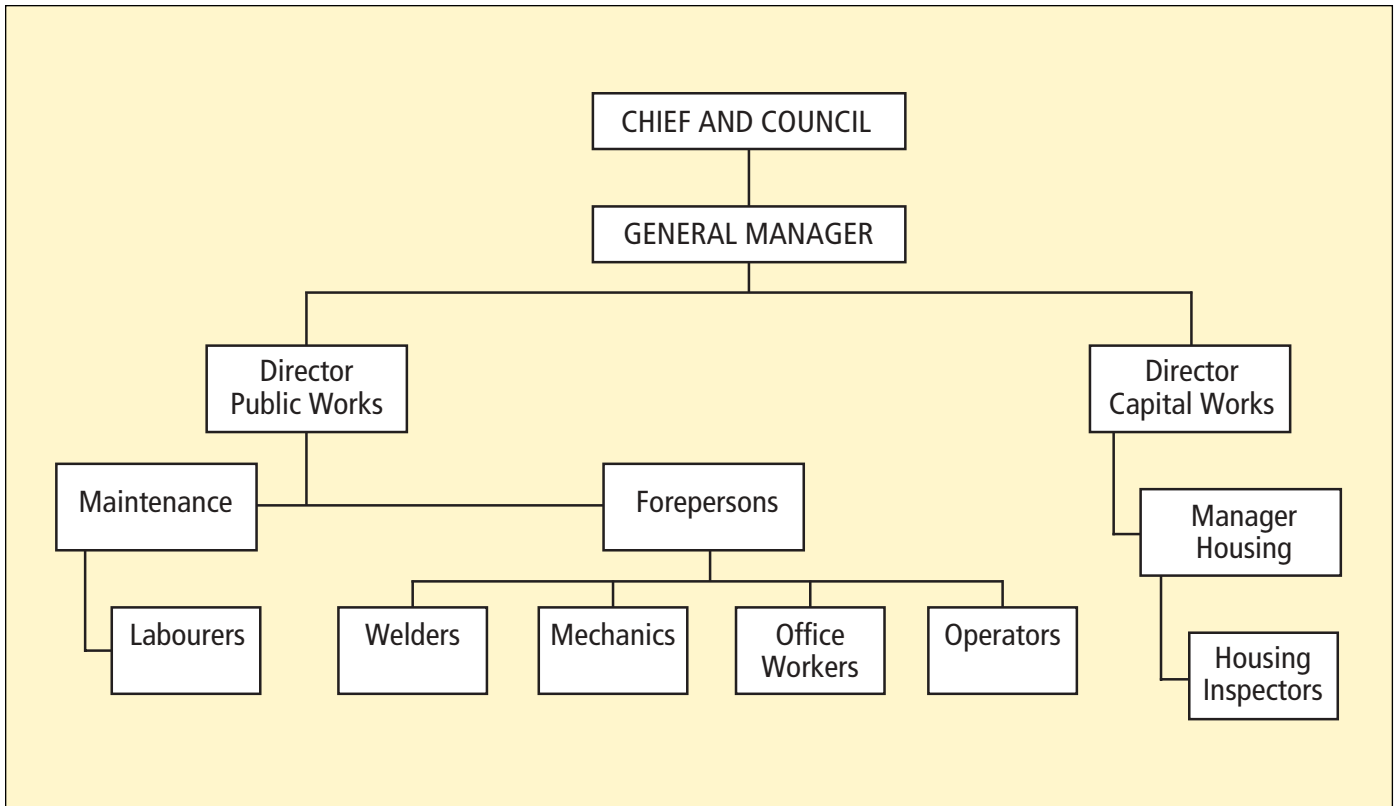 CHIEF AND COUNCIL
GENERAL MANAGER
Director
Public Works
Director
Capital Works
Maintenance
Forepersons
Manager
Housing
Labourers
Welders
Mechanics
Office
Workers
Operators
Housing
Inspectors